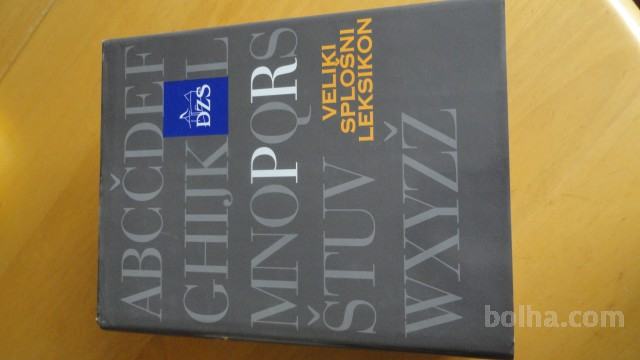 ABCČDEF
GHIJKL
DZS
MNOPQRS
ŠTUV
WXYZŽ
VELIKI
SPLOŠNI
LEKSIKON
bolha.com